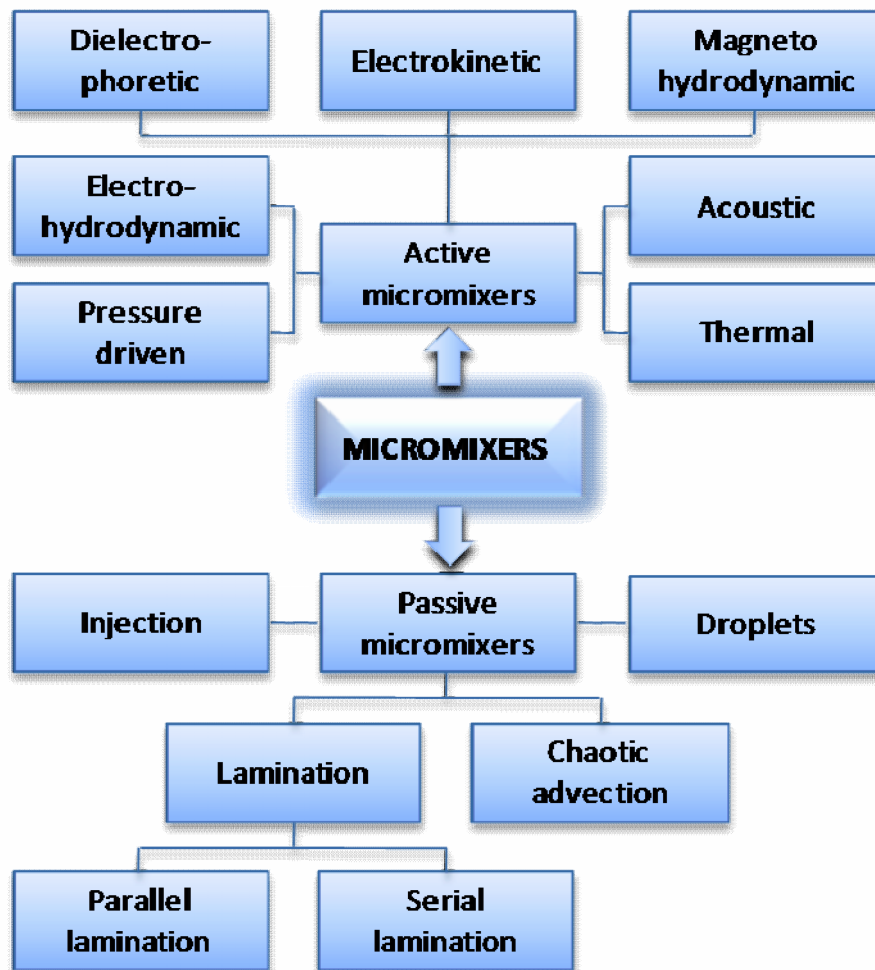 Dielectro-
phoretic
Electrokinetic
Magneto
hydrodynamic
Electro-
hydrodynamic
Acoustic
Active
micromixers
Pressure
driven
Thermal
MICROMIXERS
Injection
Passive
micromixers
Droplets
Lamination
Chaotic
advection
Parallel
lamination
Serial
lamination